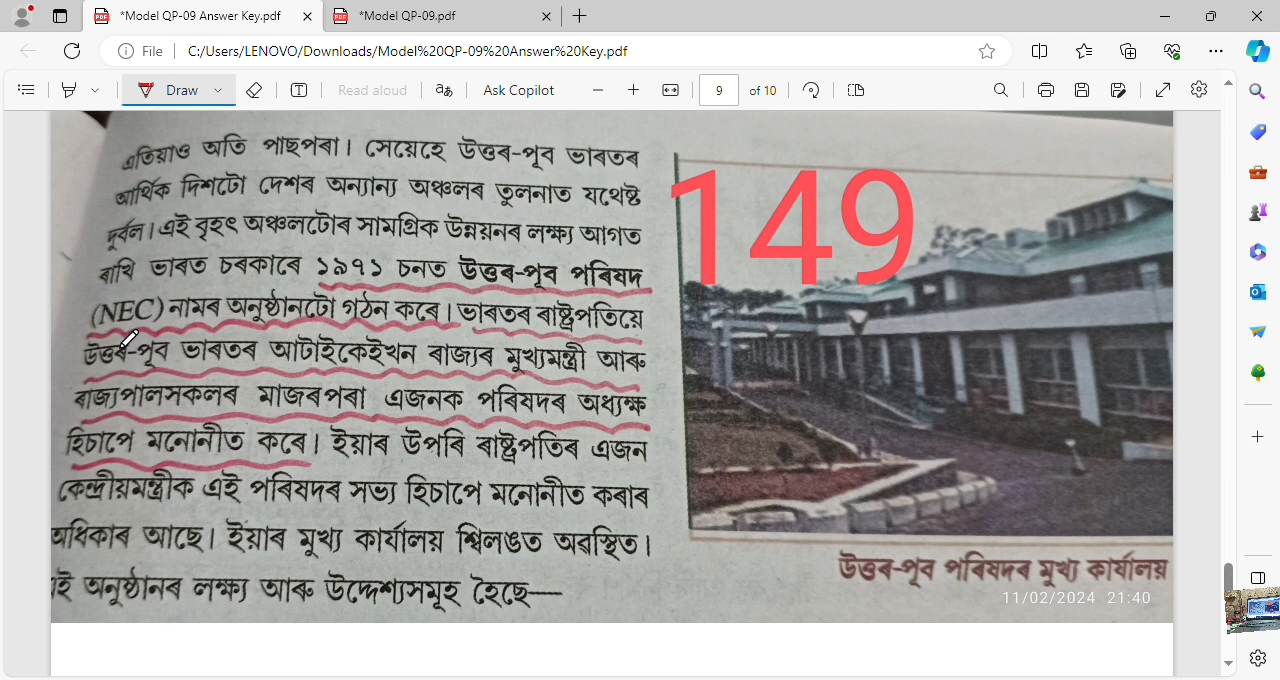 *Model QP-09 Answer Key.pdf
*Model QP-09.pdf
File
C:/Users/LENOVO/Downloads/Model%20QP-09%20Answer%20Key.pdf
Draw
Read aloud
Ask Copilot
9
of 10
149
এতিয়াও অতি পাছপৰা। সেয়েহে উত্তৰ-পূব ভাৰতৰ
আৰ্থিক দিশটো দেশৰ অন্যান্য অঞ্চলৰ তুলনাত যথেষ্ট
দুৰ্বল। এই বৃহৎ অঞ্চলটোৰ সামগ্ৰিক উন্নয়নৰ লক্ষ্য আগত
ৰাখি ভাৰত চৰকাৰে ১৯৭১ চনত উত্তৰ-পূব পৰিষদ
(NEC) নামৰ অনুষ্ঠানটো গঠন কৰে। ভাৰতৰ ৰাষ্ট্ৰপতিয়ে
উত্তৰ-পূব ভাৰতৰ আটাইকেইখন ৰাজ্যৰ মুখ্যমন্ত্ৰী আৰু
ৰাজ্যপালসকলৰ মাজৰপৰা এজনক পৰিষদৰ অধ্যক্ষ
হিচাপে মনোনীত কৰে। ইয়াৰ উপৰি ৰাষ্ট্ৰপতিৰ এজন
কেন্দ্ৰীয়মন্ত্ৰীক এই পৰিষদৰ সভ্য হিচাপে মনোনীত কৰাৰ
অধিকাৰ আছে। ইয়াৰ মুখ্য কাৰ্যালয় শ্বিলঙত অৱস্থিত।
অনুষ্ঠানৰ লক্ষ্য আৰু উদ্দেশ্যসমূহ হৈছে—
উত্তৰ-পূব পৰিষদৰ মুখ্য কাৰ্যালয়
11/02/2024 21:40